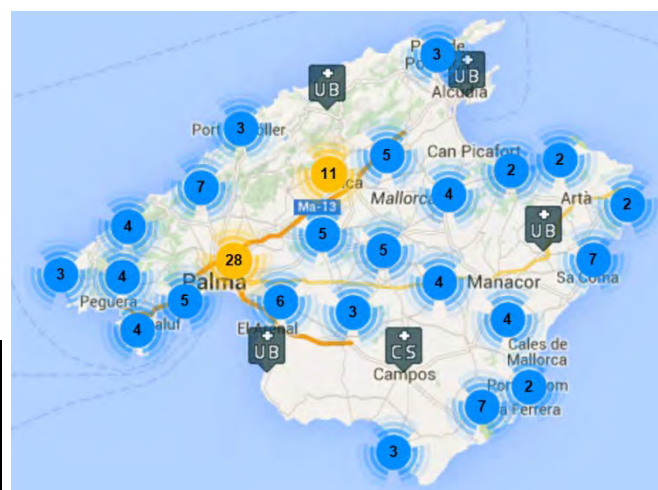 3
UB
UB
Alcúdia
3
5
Can Picafort
2
2
11
Mallorca
4
7
Artà
2
Ma-13
4
5
UB
28
5
7
3
4
Palma
4
Manacor
Sa Coma
Peguera
5
6
3
4
4
El Arenal
UB
CS
Cales de
Mallorca
Campos
2
7
3